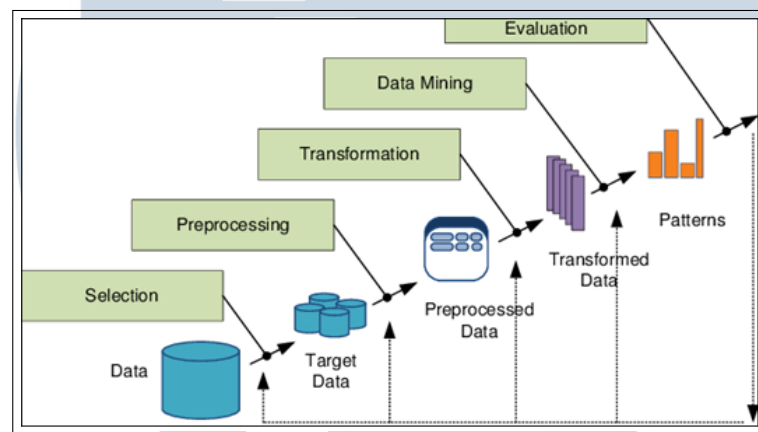 Evaluation
Data Mining
Transformation
Preprocessing
Selection
Data
Target
Data
Preprocessed
Data
Transformed
Data
Patterns